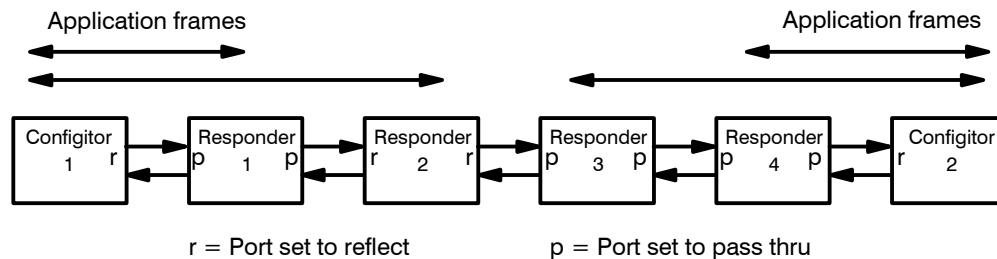 Application frames
Application frames
Configitor
1
r
p
Responder
1
p
r
Responder
2
r
p
Responder
3
p
p
Responder
4
p
r
Configitor
2
r = Port set to reflect
p = Port set to pass thru